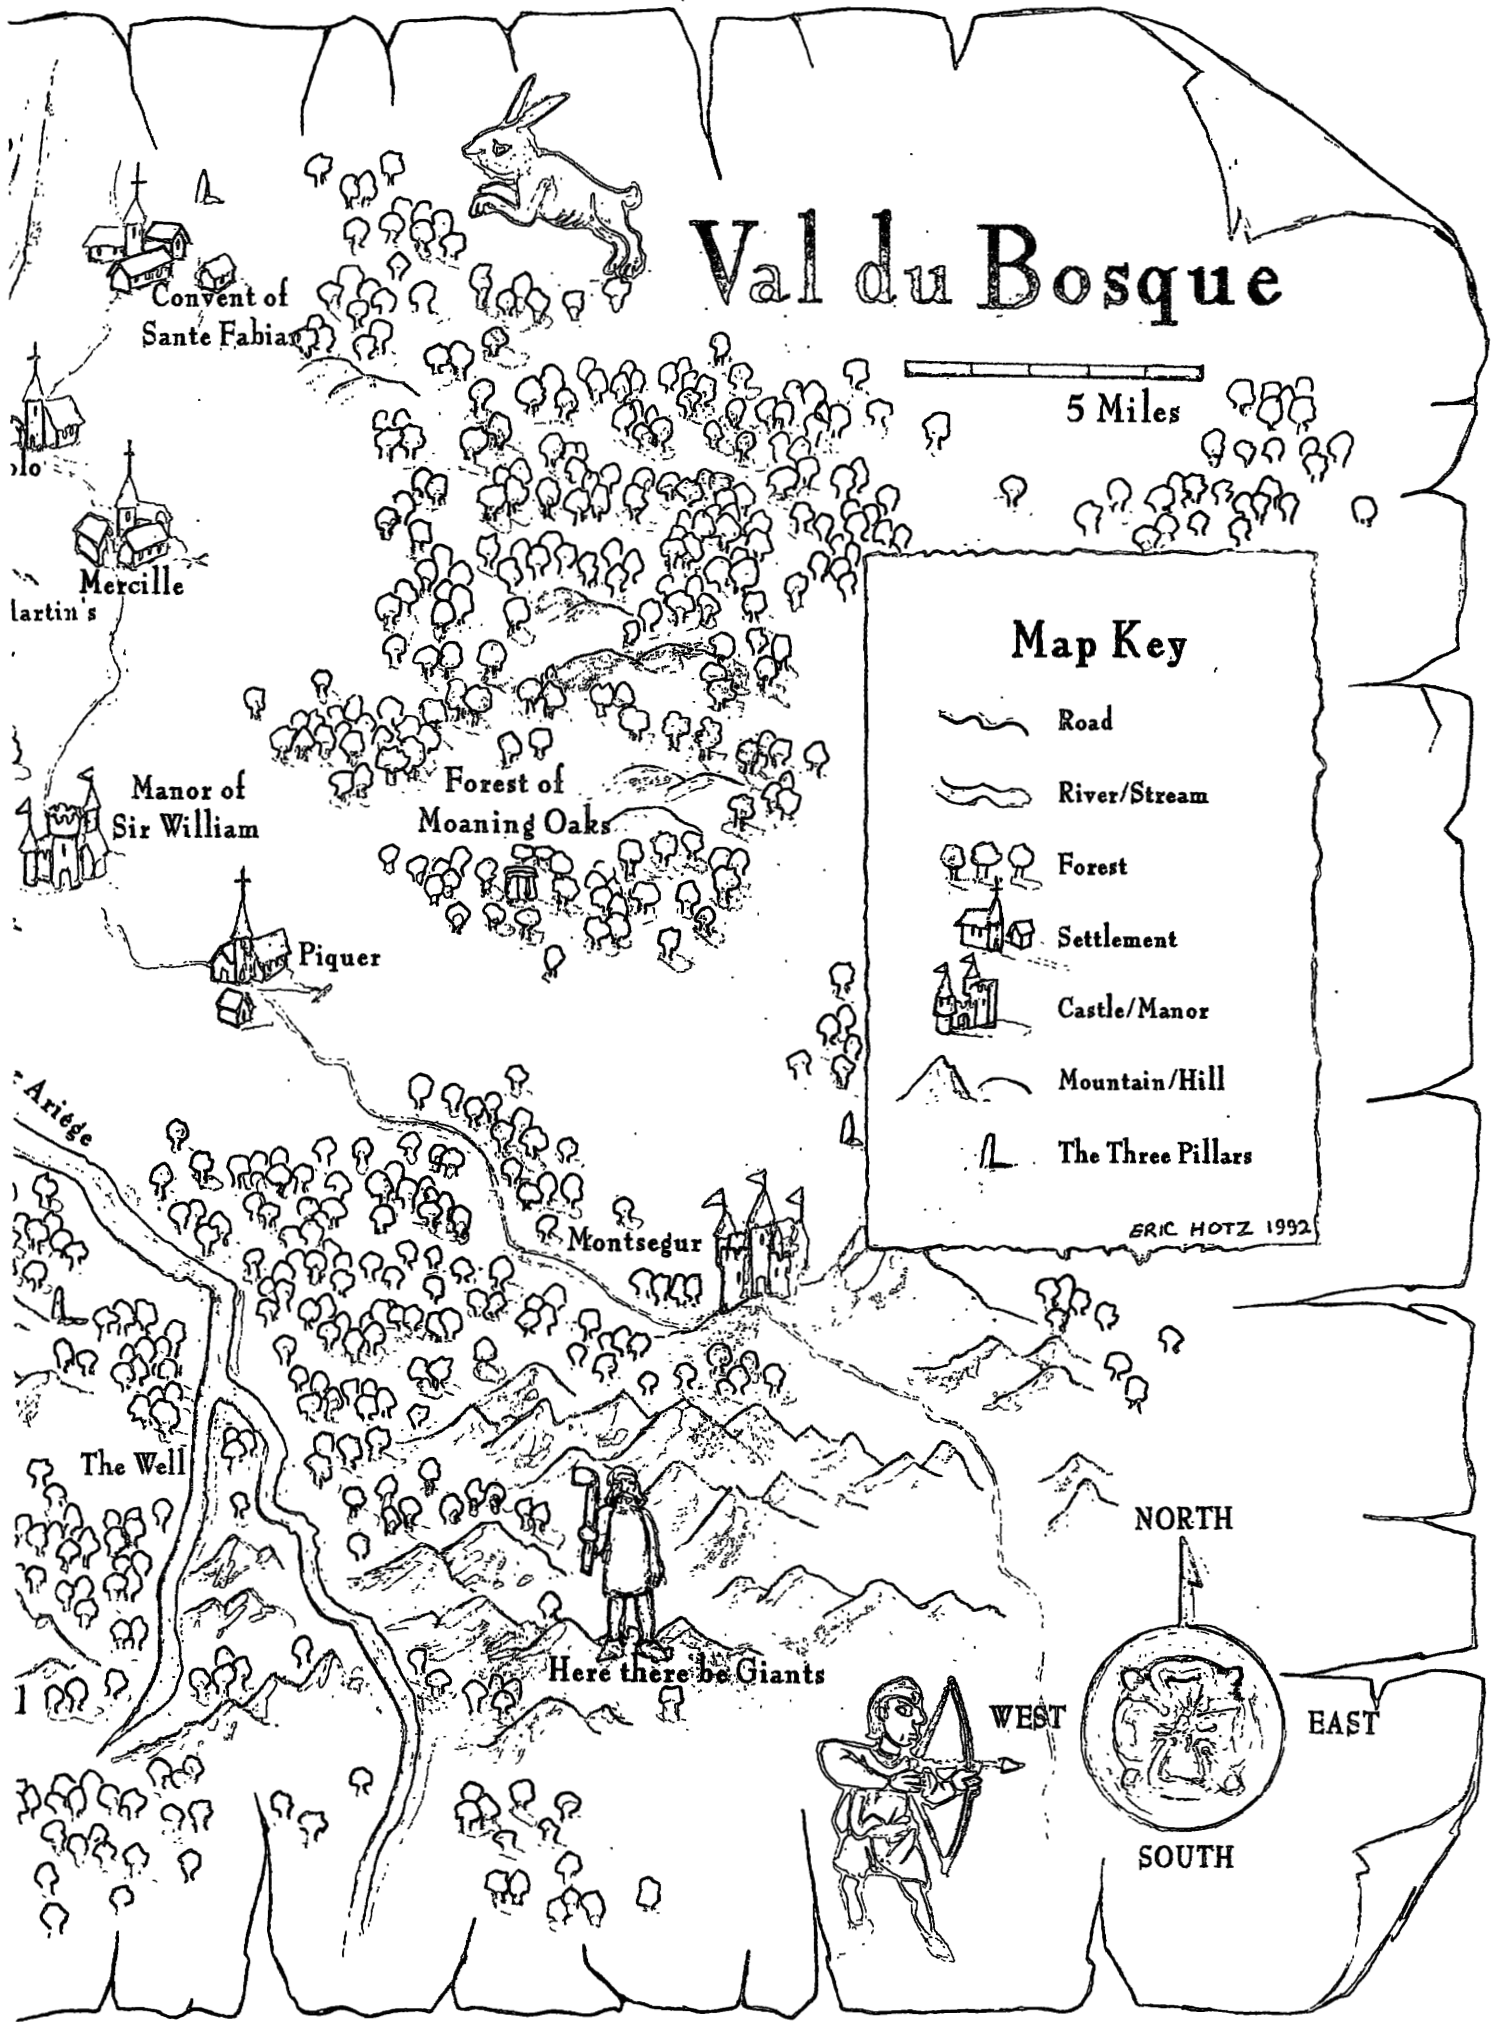 Val du Bosque
5 Miles
Convent of
Sante Fabian
Mercille
Manor of
Sir William
Piquer
Forest of
Moaning Oaks
Ariége
Montsegur
The Well
Here there be Giants
Map Key
Road
River/Stream
Forest
Settlement
Castle/Manor
Mountain/Hill
The Three Pillars
ERIC HOTZ 1992
NORTH
WEST
EAST
SOUTH